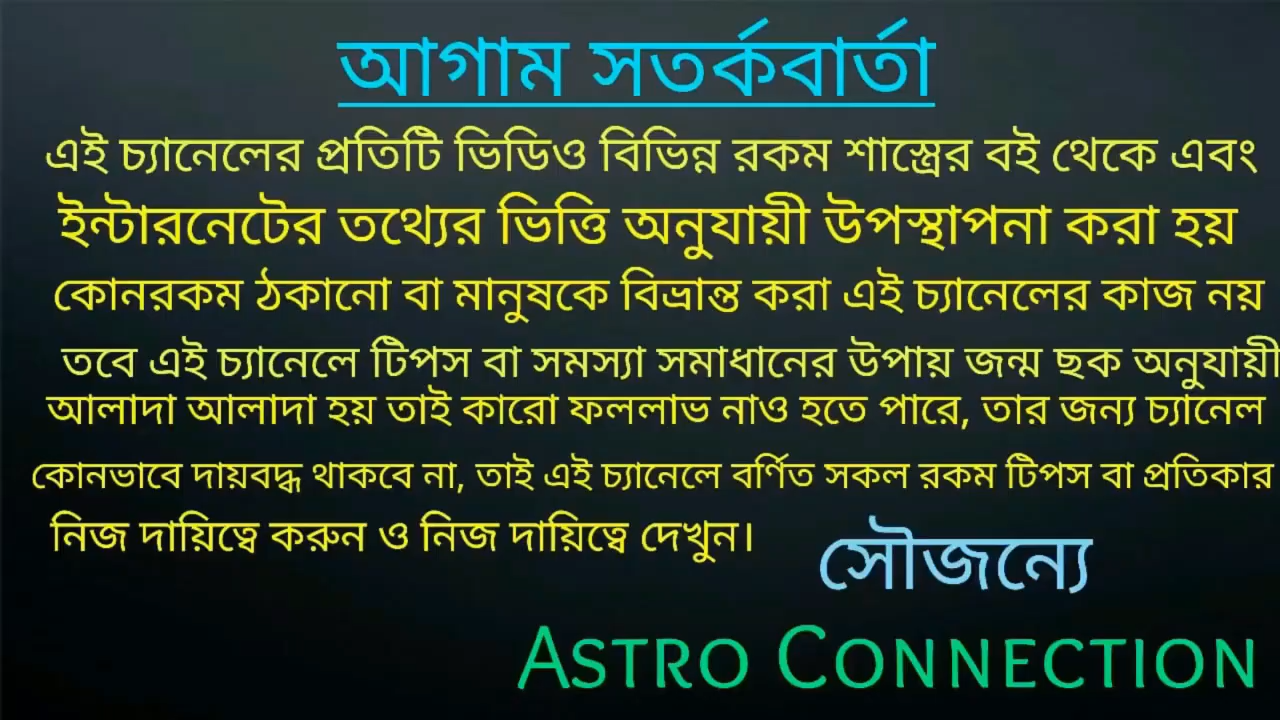 আগাম সতর্কবার্তা
এই চ্যানেলের প্রতিটি ভিডিও বিভিন্ন রকম শাস্ত্রের বই থেকে এবং
ইন্টারনেটের তথ্যের ভিত্তি অনুযায়ী উপস্থাপনা করা হয়
কোনরকম ঠকানো বা মানুষকে বিভ্রান্ত করা এই চ্যানেলের কাজ নয়
তবে এই চ্যানেলে টিপস বা সমস্যা সমাধানের উপায় জন্ম ছক অনুযায়ী
আলাদা আলাদা হয় তাই কারো ফললাভ নাও হতে পারে, তার জন্য চ্যানেল
কোনভাবে দায়বদ্ধ থাকবে না, তাই এই চ্যানেলে বর্ণিত সকল রকম টিপস বা প্রতিকার
নিজ দায়িত্বে করুন ও নিজ দায়িত্বে দেখুন।
সৌজন্যে
ASTRO CONNECTION